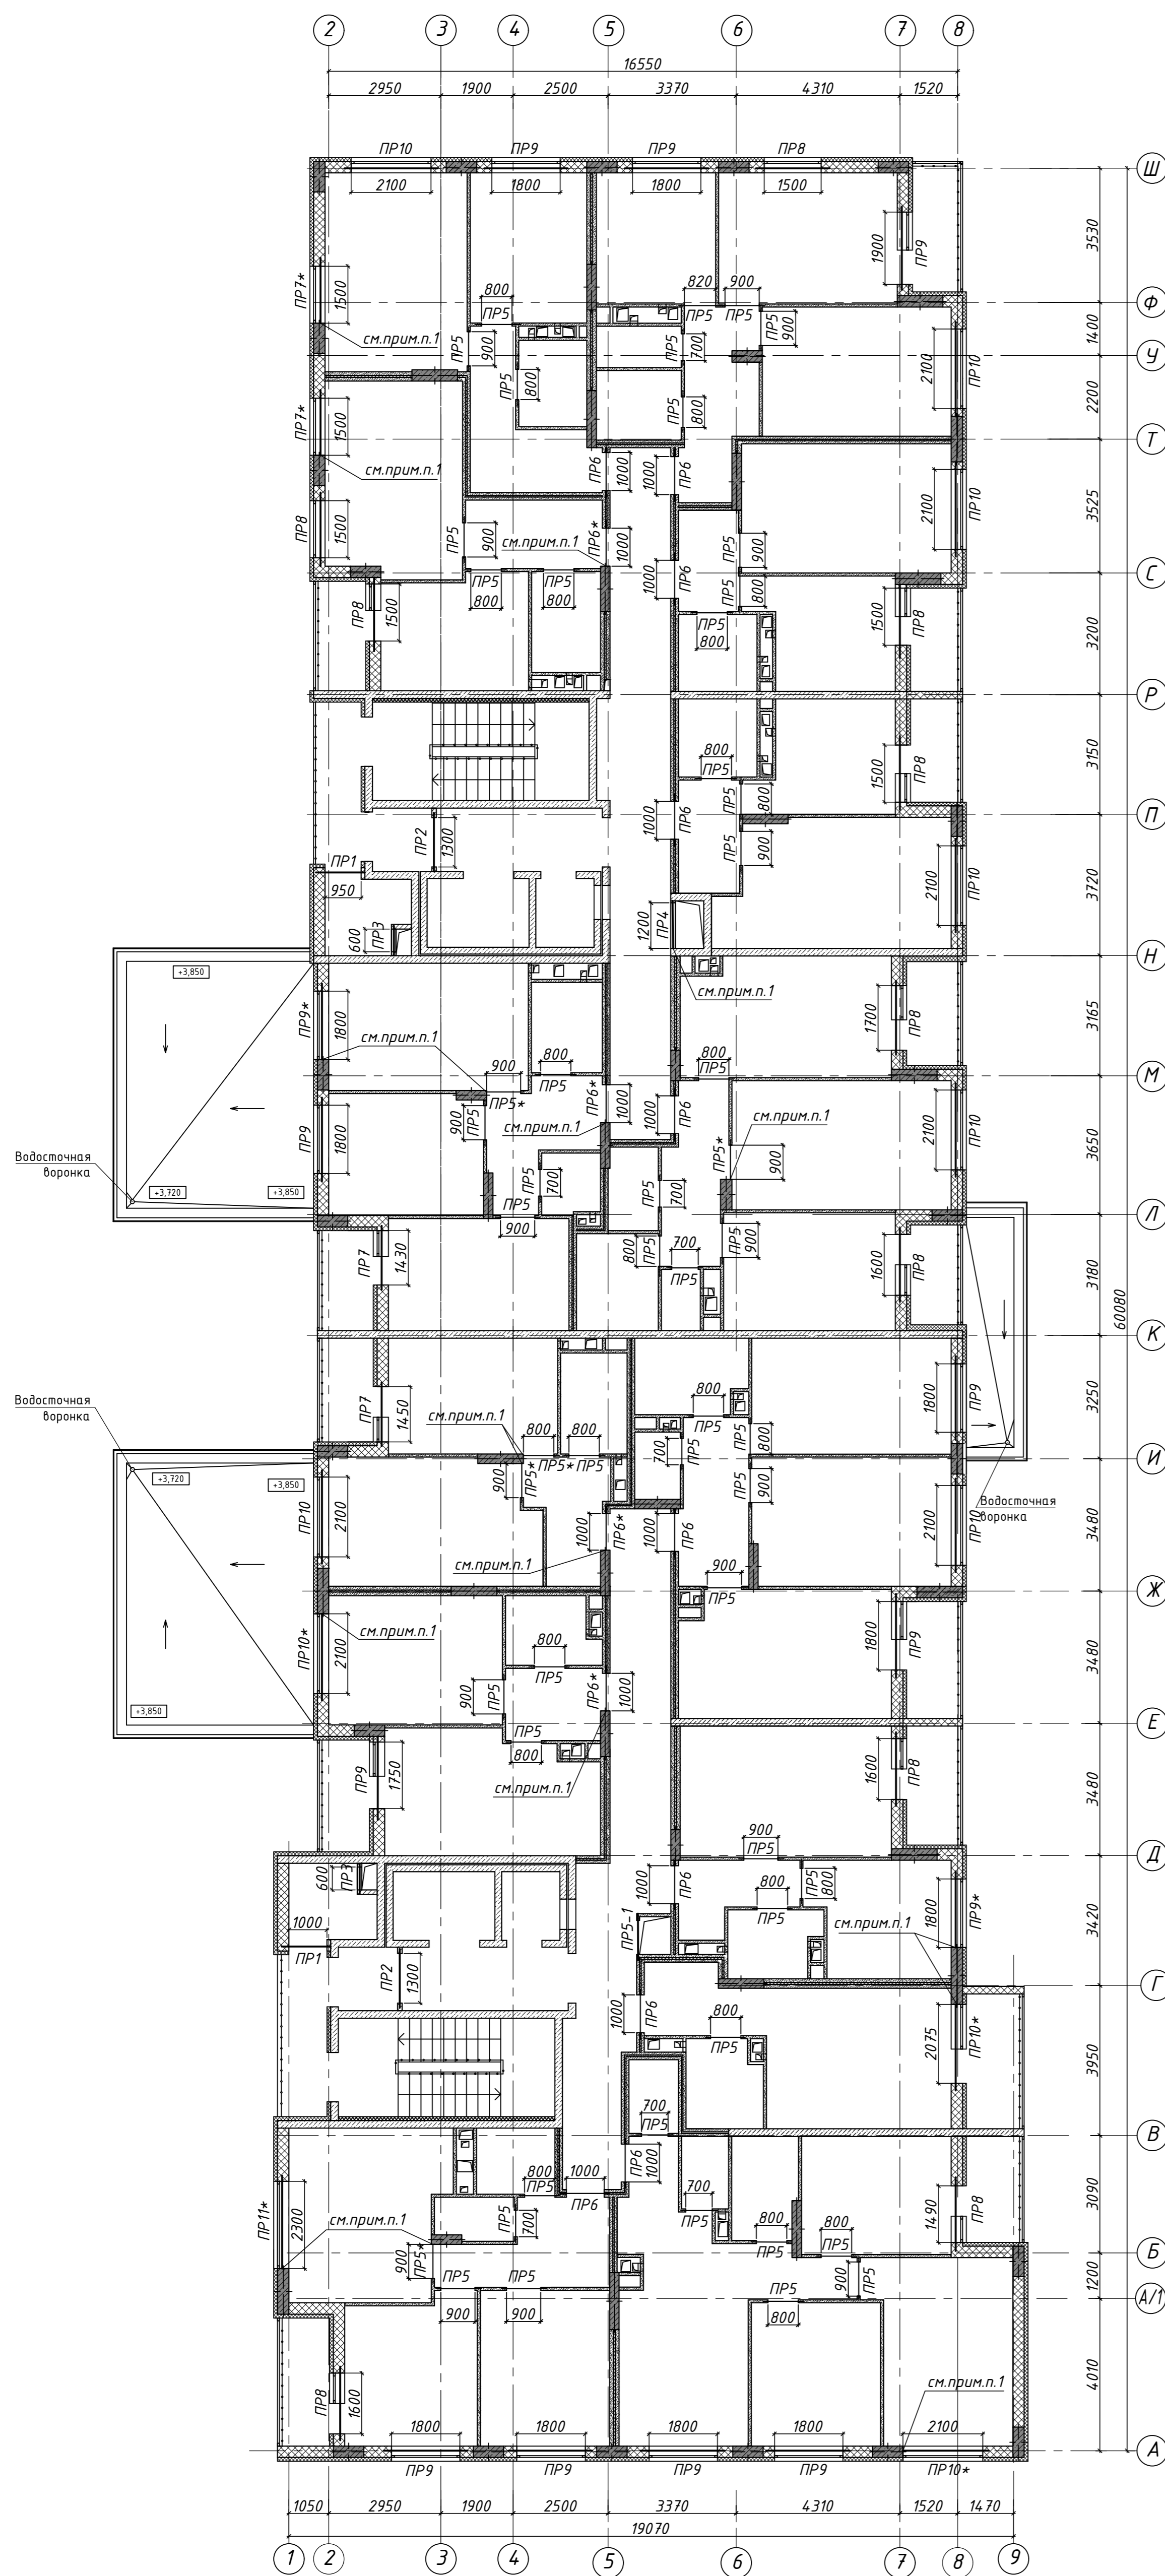 2 3 4 5 6 7 8
16550
2950 1900 2500 3370 4310 1520
ПР10 ПР9 ПР9 ПР8
Ш
2100 1800 1800 1500
3530
1900 ПР9
ПР7* 1500
800 820 900
Ф
ПР5 ПР5 ПР5
ПР5 900
см.прим.п.1
ПР5 900
ПР5 700
1400
У
ПР5 800
2100 ПР10
ПР7* 1500
ПР5 800
2200
Т
см.прим.п.1
ПР6 1000
1000 ПР6
2100 ПР10
3525
ПР8 1500
ПР5 900
см.прим.п.1
ПР6* 1000
ПР5 900
1000 ПР6
С
ПР5 ПР5
800 800
ПР5 800
ПР8 1500
ПР5
800
1500 ПР8
3200
Р
800
ПР5
1500 ПР8
3150
ПР5 800
П
ПР2 1300
1000 ПР6
ПР5 900
ПР1
950
2100 ПР10
3720
600 ПР3
1200 ПР4
Н
+3,850
см.прим.п.1
ПР9* 1800
1700 ПР8
3165
см.прим.п.1
900
800
ПР5
800
ПР5
М
ПР5*
ПР6* 1000
1000 ПР6
см.прим.п.1
900 ПР5
см.прим.п.1
ПР9 1800
2100 ПР10
3650
Водосточная
воронка
ПР5* 900
ПР5 700
ПР5 700
+3,720 +3,850
Л
ПР5
900
ПР7 1430
800 ПР5
700
ПР5
ПР5 900
1600 ПР8
3180
60080
К
Водосточная
воронка
ПР7 1450
см.прим.п.1
800 800
800
ПР5
1800 ПР9
3250
ПР5* ПР5* ПР5
700 ПР5
ПР5 800
И
+3,720 +3,850
900
ПР5 900
Водосточная
воронка
ПР10 2100
1000 ПР6*
1000 ПР6
2100 ПР10
3480
см.прим.п.1
900
ПР5
Ж
ПР10* 2100
см.прим.п.1
800
ПР5
1800 ПР9
3480
900 ПР5
ПР6* 1000
+3,850
Е
ПР5
800
ПР9 1750
см.прим.п.1
1600 ПР8
3480
900
ПР5
Д
600 ПР3
1000 ПР6
ПР5 800
800
ПР5
1800 ПР9*
3420
1000
ПР1
ПР5-1
см.прим.п.1
ПР2 1300
Г
1000 ПР6
800
ПР5
2075 ПР10*
3950
700
ПР5
В
800
ПР5
1000
ПР6
ПР6 1000
700
ПР5
1490 ПР8
3090
ПР11* 2300
см.прим.п.1
ПР5 700
800
ПР5
800
ПР5
Б
900 ПР5*
ПР5 ПР5
900 900
900 ПР5
1200
А/1
ПР5
800
ПР8 1600
4010
см.прим.п.1
1800 1800 1800 1800 2100
А
ПР9 ПР9 ПР9 ПР9 ПР10*
1050 2950 1900 2500 3370 4310 1520 1470
19070
1 2 3 4 5 6 7 8 9